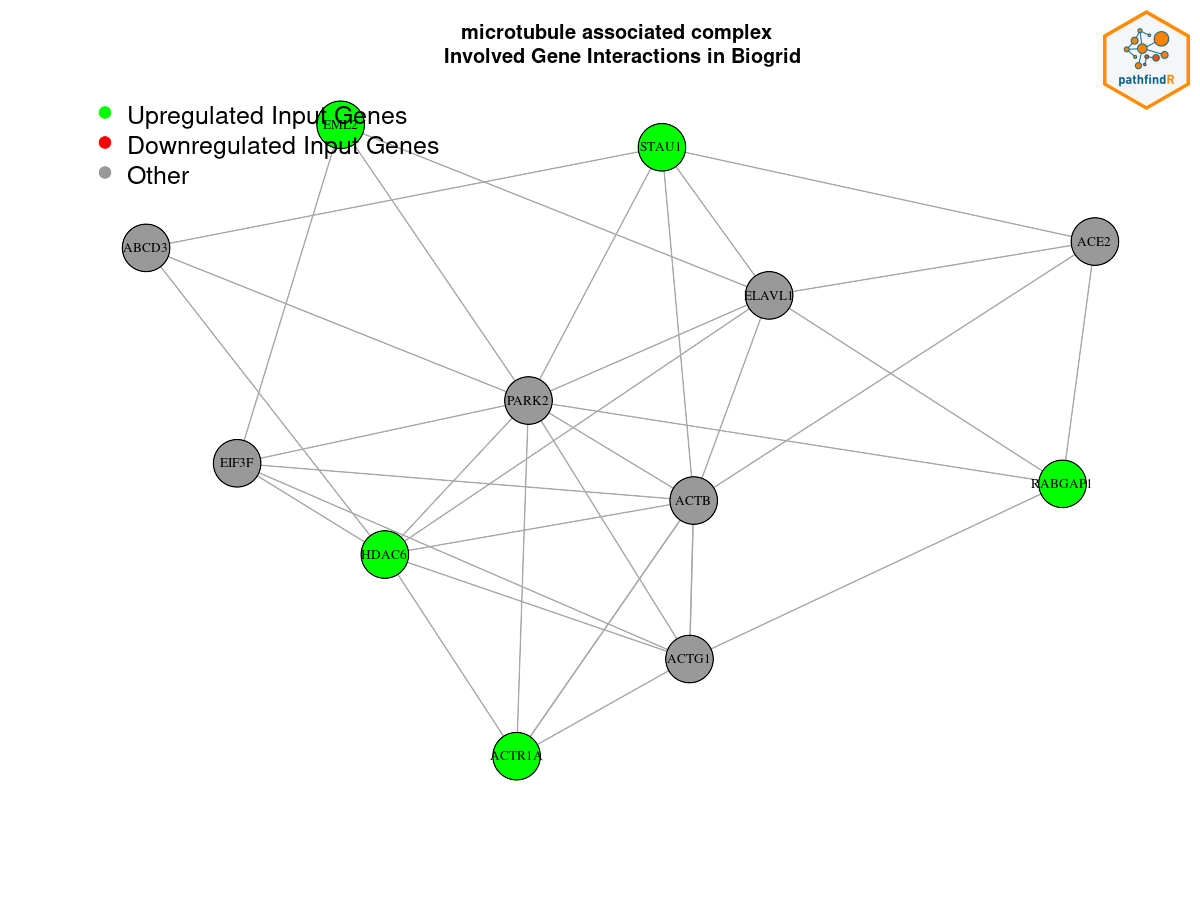 microtubule associated complex
Involved Gene Interactions in Biogrid
pathfindR
Upregulated Input Genes
EML2
Downregulated Input Genes
STAU1
Other
ABCD3
ACE2
ELAVL1
PARK2
EIF3F
RABGAP1
ACTB
HDAC6
ACTG1
ACTR1A